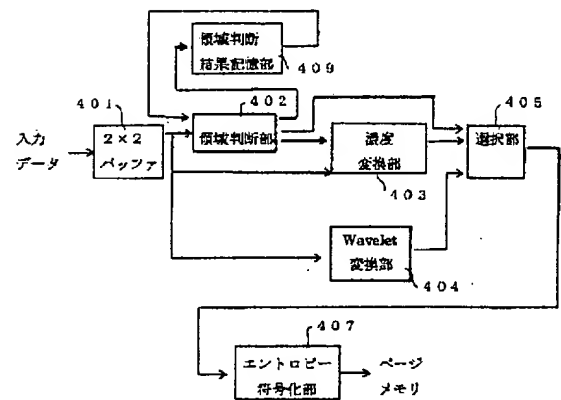 領域判断
結果記憶部
409
401
402
405
入力
データ
2×2
バッファ
領域判断部
濃度
変換部
403
選択部
Wavelet
変換部
404
407
エントロピー
符号化部
ページ
メモリ